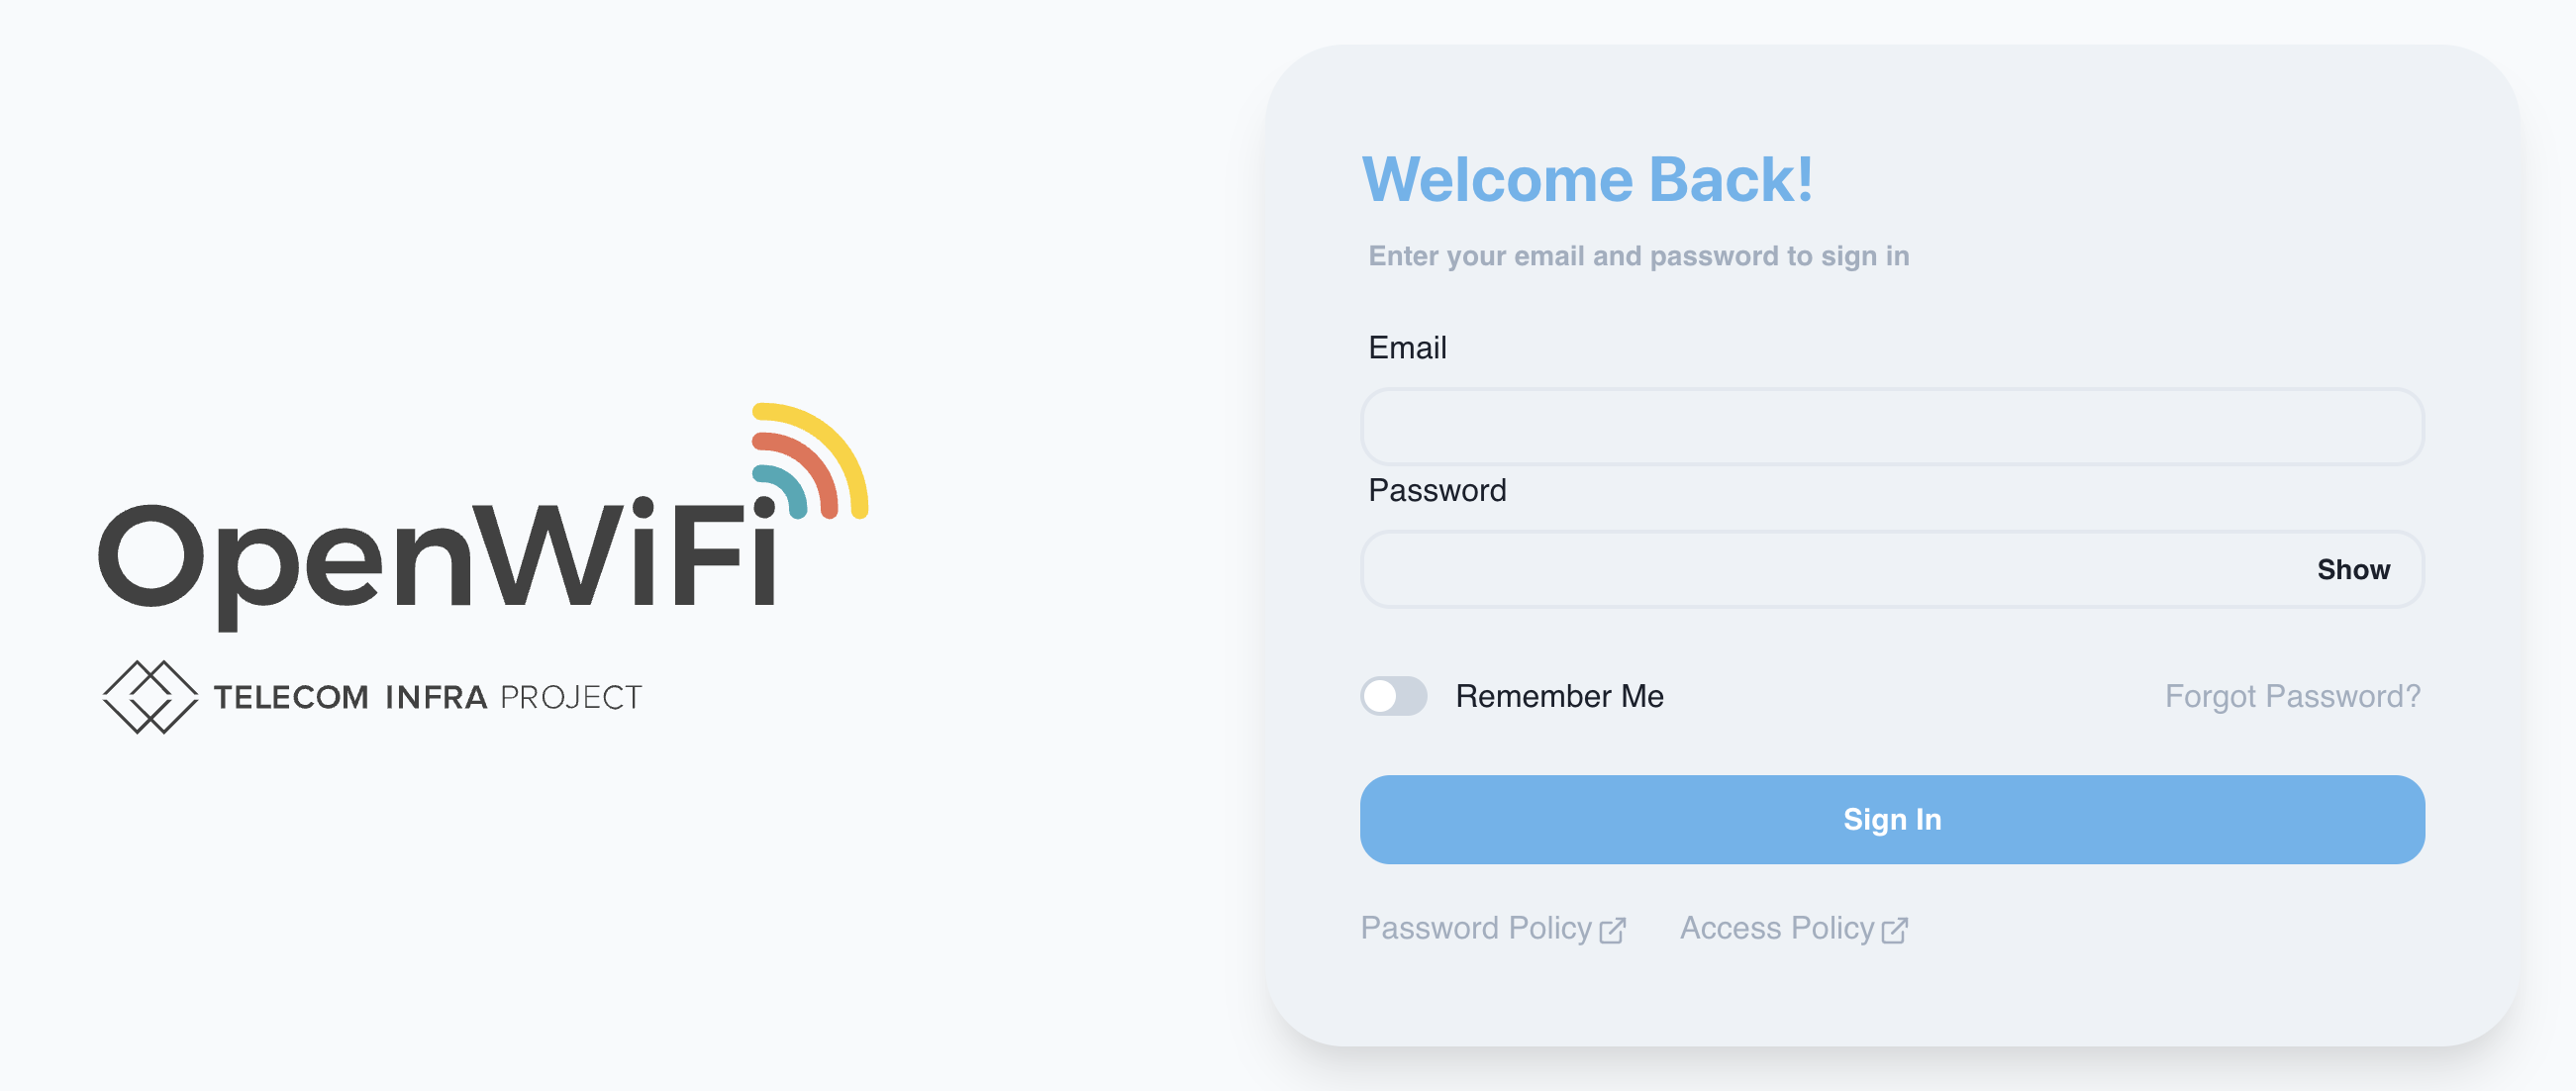 OpenWiFi
TELECOM INFRA PROJECT
Welcome Back!
Enter your email and password to sign in
Email
Password
Show
Remember Me
Forgot Password?
Sign In
Password Policy
Access Policy